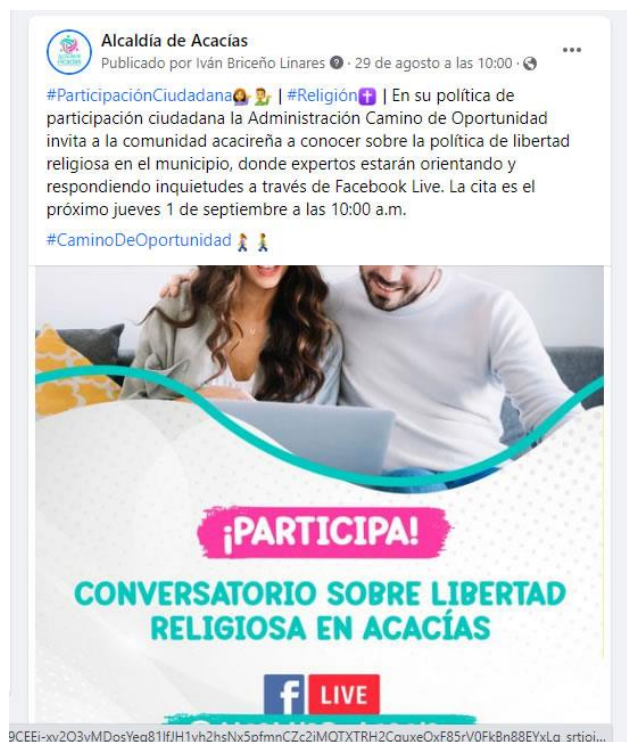 Alcaldía de Acacías
Publicado por Iván Briceño Linares · 29 de agosto a las 10:00 ·
#ParticipaciónCiudadana | #Religión | En su política de
participación ciudadana la Administración Camino de Oportunidad
invita a la comunidad acacireña a conocer sobre la política de libertad
religiosa en el municipio, donde expertos estarán orientando y
respondiendo inquietudes a través de Facebook Live. La cita es el
próximo jueves 1 de septiembre a las 10:00 a.m.
#CaminoDeOportunidad
¡PARTICIPA!
CONVERSATORIO SOBRE LIBERTAD
RELIGIOSA EN ACACÍAS
f LIVE